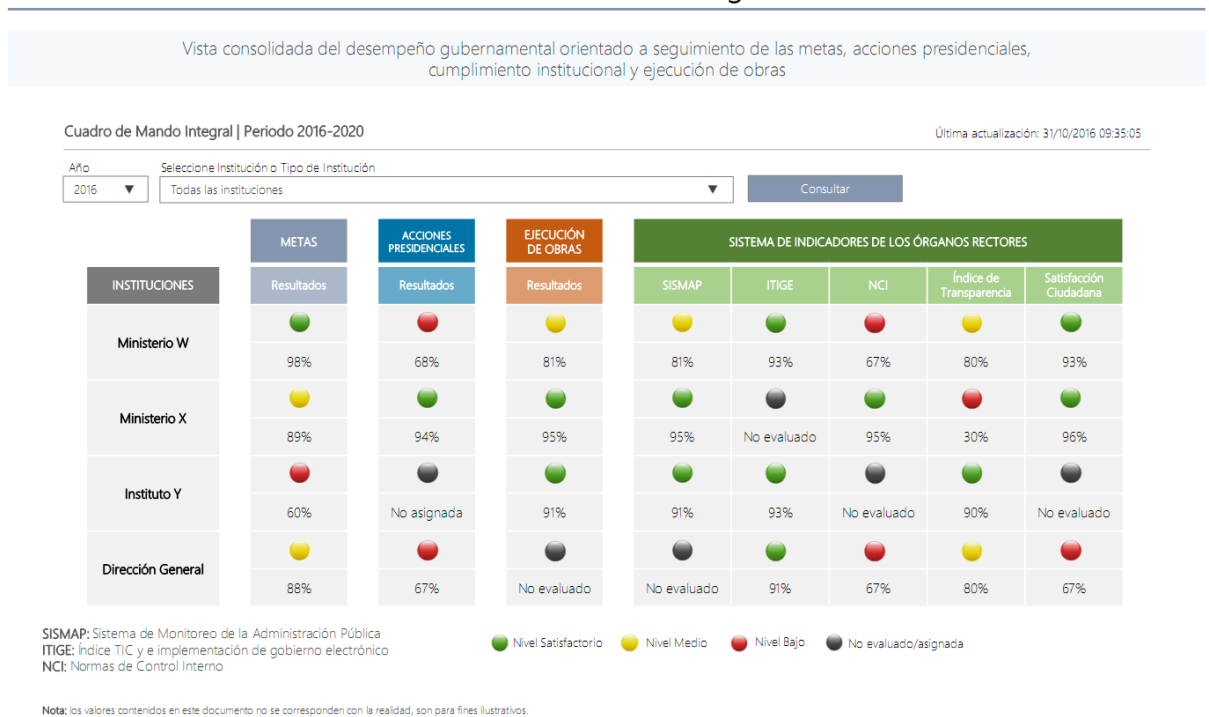 Vista consolidada del desempeño gubernamental orientado a seguimiento de las metas, acciones presidenciales,
cumplimiento institucional y ejecución de obras
Cuadro de Mando Integral | Periodo 2016-2020
Última actualización: 31/10/2016 09:35:05
Año
Seleccione Institución o Tipo de Institución
2016
Todas las instituciones
Consultar
METAS
ACCIONES
PRESIDENCIALES
EJECUCIÓN
DE OBRAS
SISTEMA DE INDICADORES DE LOS ÓRGANOS RECTORES
INSTITUCIONES
Resultados
Resultados
Resultados
SISMAP
ITIGE
NCI
Índice de
Transparencia
Satisfacción
Ciudadana
Ministerio W
98%
68%
81%
81%
93%
67%
80%
93%
Ministerio X
89%
94%
95%
95%
No evaluado
95%
30%
96%
Instituto Y
60%
No asignada
91%
91%
93%
No evaluado
90%
No evaluado
Dirección General
88%
67%
No evaluado
No evaluado
91%
67%
80%
67%
SISMAP: Sistema de Monitoreo de la Administración Pública
ITIGE: Índice TIC y e implementación de gobierno electrónico
NCI: Normas de Control Interno
Nivel Satisfactorio
Nivel Medio
Nivel Bajo
No evaluado/asignada
Nota: los valores contenidos en este documento no se corresponden con la realidad, son para fines ilustrativos.